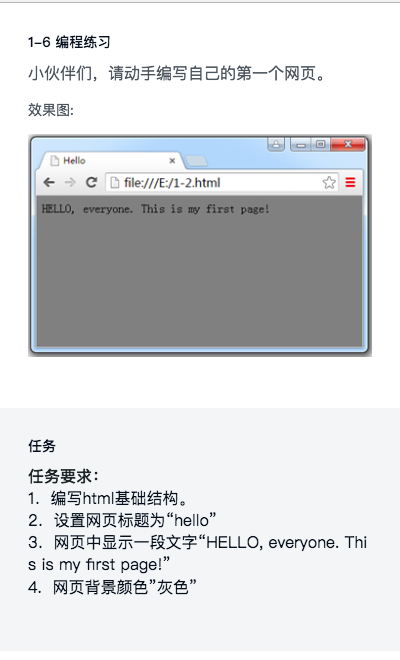 1-6 编程练习
小伙伴们，请动手编写自己的第一个网页。
效果图:
Hello
file:///E:/1-2.html
HELLO, everyone. This is my first page!
任务
任务要求：
1. 编写html基础结构。
2. 设置网页标题为“hello”
3. 网页中显示一段文字“HELLO, everyone. Thi
s is my first page!”
4. 网页背景颜色”灰色”